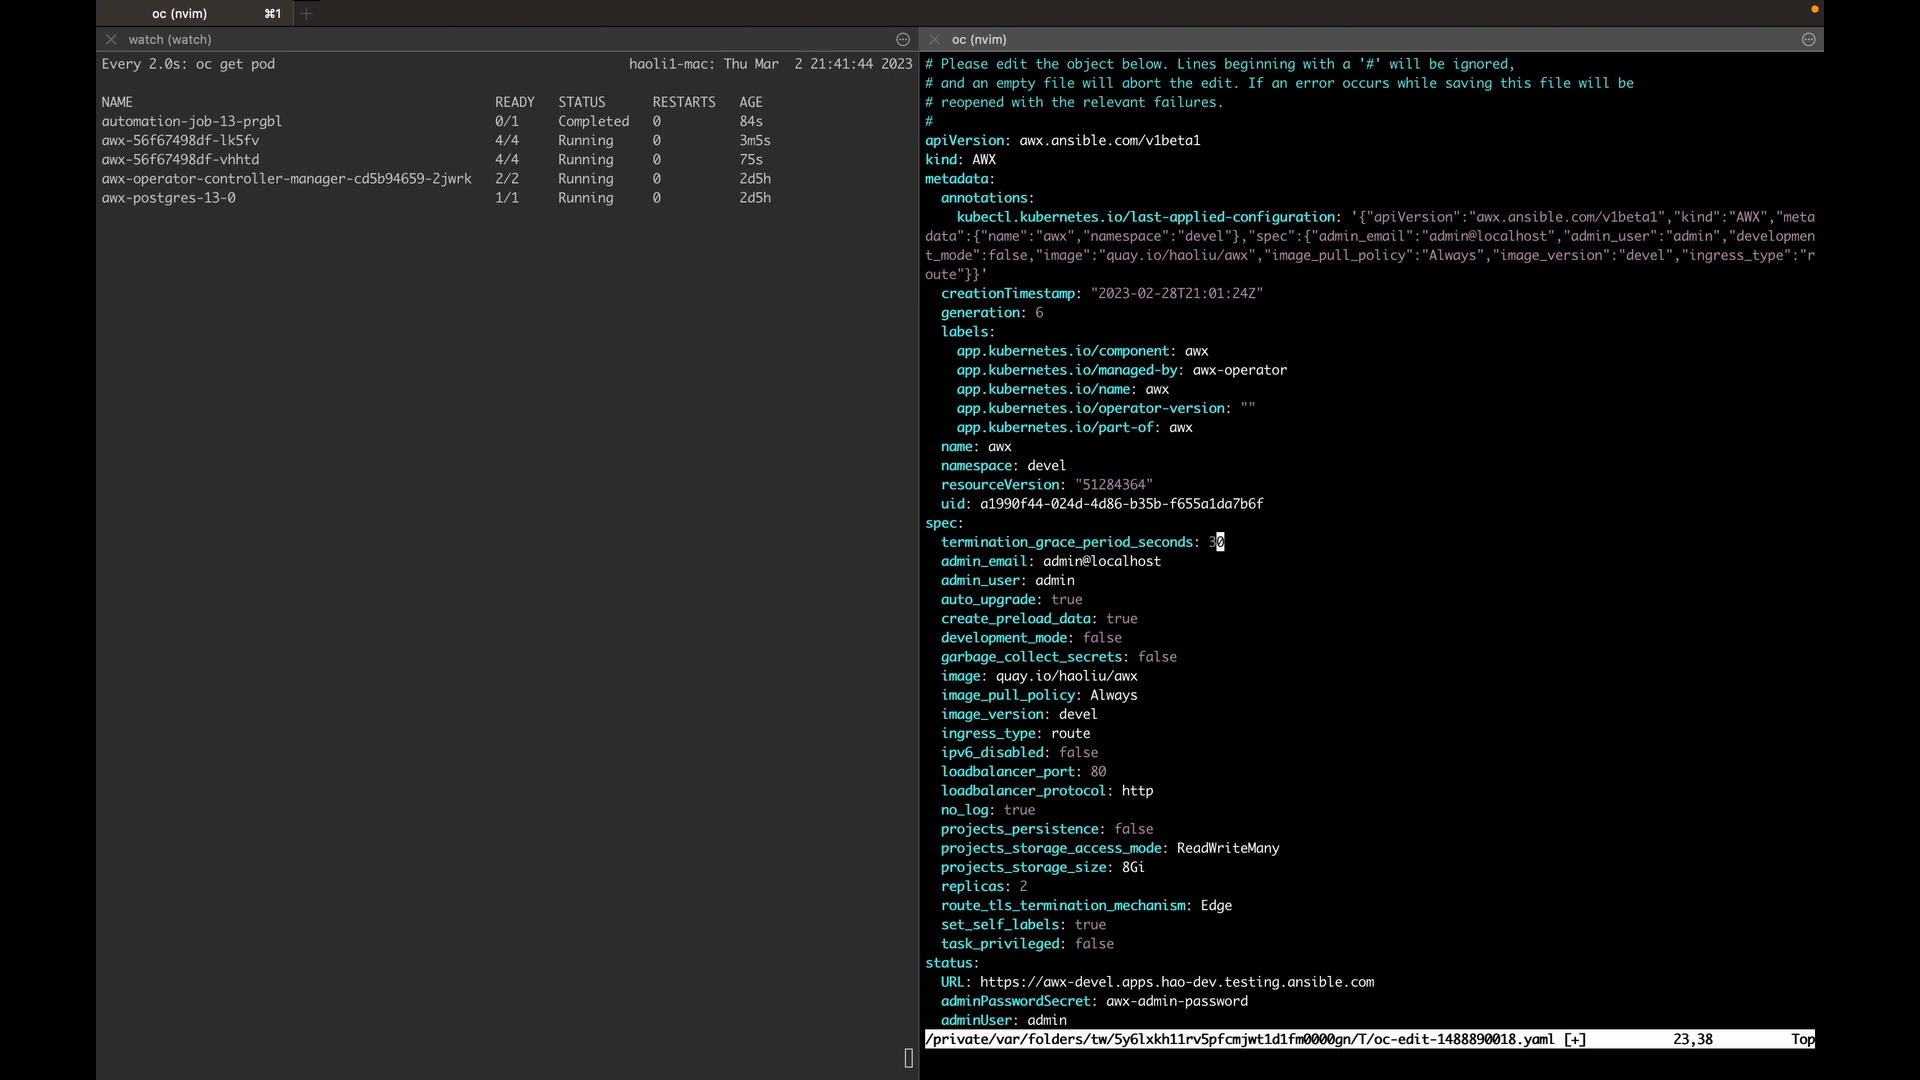 oc (nvim) ⌘1 +
watch (watch)
Every 2.0s: oc get pod haoli1-mac: Thu Mar 2 21:41:44 2023
NAME READY STATUS RESTARTS AGE
automation-job-13-prgbl 0/1 Completed 0 84s
awx-56f67498df-lk5fv 4/4 Running 0 3m5s
awx-56f67498df-vhhtd 4/4 Running 0 75s
awx-operator-controller-manager-cd5b94659-2jwrk 2/2 Running 0 2d5h
awx-postgres-13-0 1/1 Running 0 2d5h
oc (nvim)
# Please edit the object below. Lines beginning with a '#' will be ignored,
# and an empty file will abort the edit. If an error occurs while saving this file will be
# reopened with the relevant failures.
#
apiVersion: awx.ansible.com/v1beta1
kind: AWX
metadata:
  annotations:
    kubectl.kubernetes.io/last-applied-configuration: '{"apiVersion":"awx.ansible.com/v1beta1","kind":"AWX","meta
data":{"name":"awx","namespace":"devel"},"spec":{"admin_email":"admin@localhost","admin_user":"admin","developmen
t_mode":false,"image":"quay.io/haoliu/awx","image_pull_policy":"Always","image_version":"devel","ingress_type":"r
oute"}}'
  creationTimestamp: "2023-02-28T21:01:24Z"
  generation: 6
  labels:
    app.kubernetes.io/component: awx
    app.kubernetes.io/managed-by: awx-operator
    app.kubernetes.io/name: awx
    app.kubernetes.io/operator-version: ""
    app.kubernetes.io/part-of: awx
  name: awx
  namespace: devel
  resourceVersion: "51284364"
  uid: a1990f44-024d-4d86-b35b-f655a1da7b6f
spec:
  termination_grace_period_seconds: 30
  admin_email: admin@localhost
  admin_user: admin
  auto_upgrade: true
  create_preload_data: true
  development_mode: false
  garbage_collect_secrets: false
  image: quay.io/haoliu/awx
  image_pull_policy: Always
  image_version: devel
  ingress_type: route
  ipv6_disabled: false
  loadbalancer_port: 80
  loadbalancer_protocol: http
  no_log: true
  projects_persistence: false
  projects_storage_access_mode: ReadWriteMany
  projects_storage_size: 8Gi
  replicas: 2
  route_tls_termination_mechanism: Edge
  set_self_labels: true
  task_privileged: false
status:
  URL: https://awx-devel.apps.hao-dev.testing.ansible.com
  adminPasswordSecret: awx-admin-password
  adminUser: admin
/private/var/folders/tw/5y6lxkh11rv5pfcmjwt1d1fm0000gn/T/oc-edit-1488890018.yaml [+] 23,38 Top